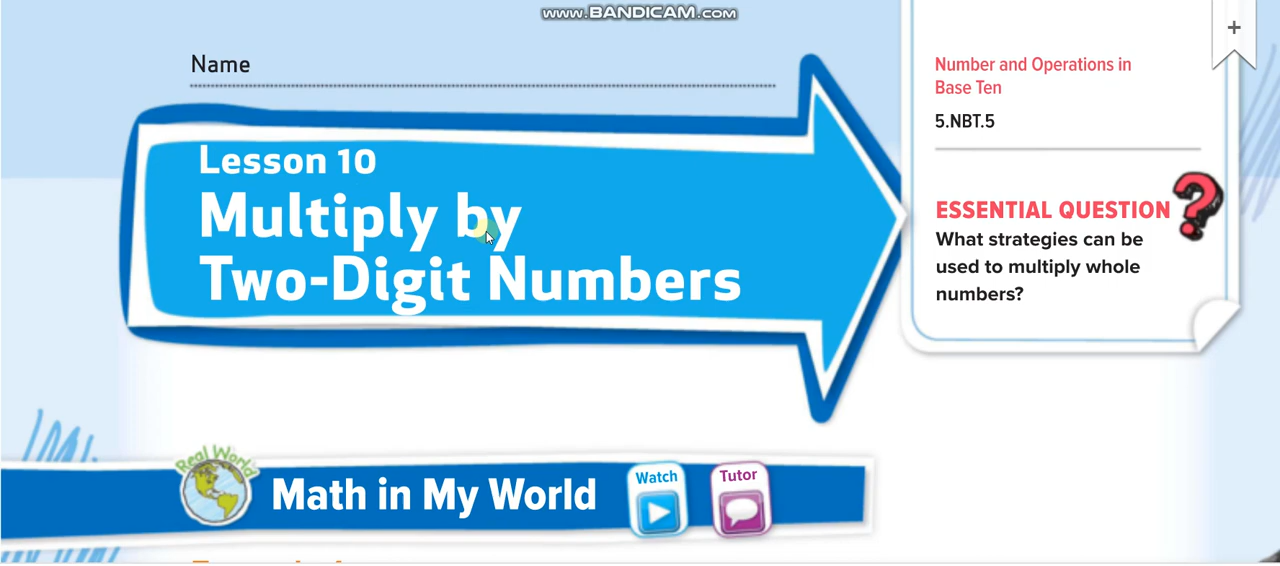 www.BANDICAM.com
Name
Lesson 10
Multiply by
Two-Digit Numbers
Number and Operations in
Base Ten
5.NBT.5
ESSENTIAL QUESTION
What strategies can be
used to multiply whole
numbers?
Real World
Math in My World
Watch
Tutor